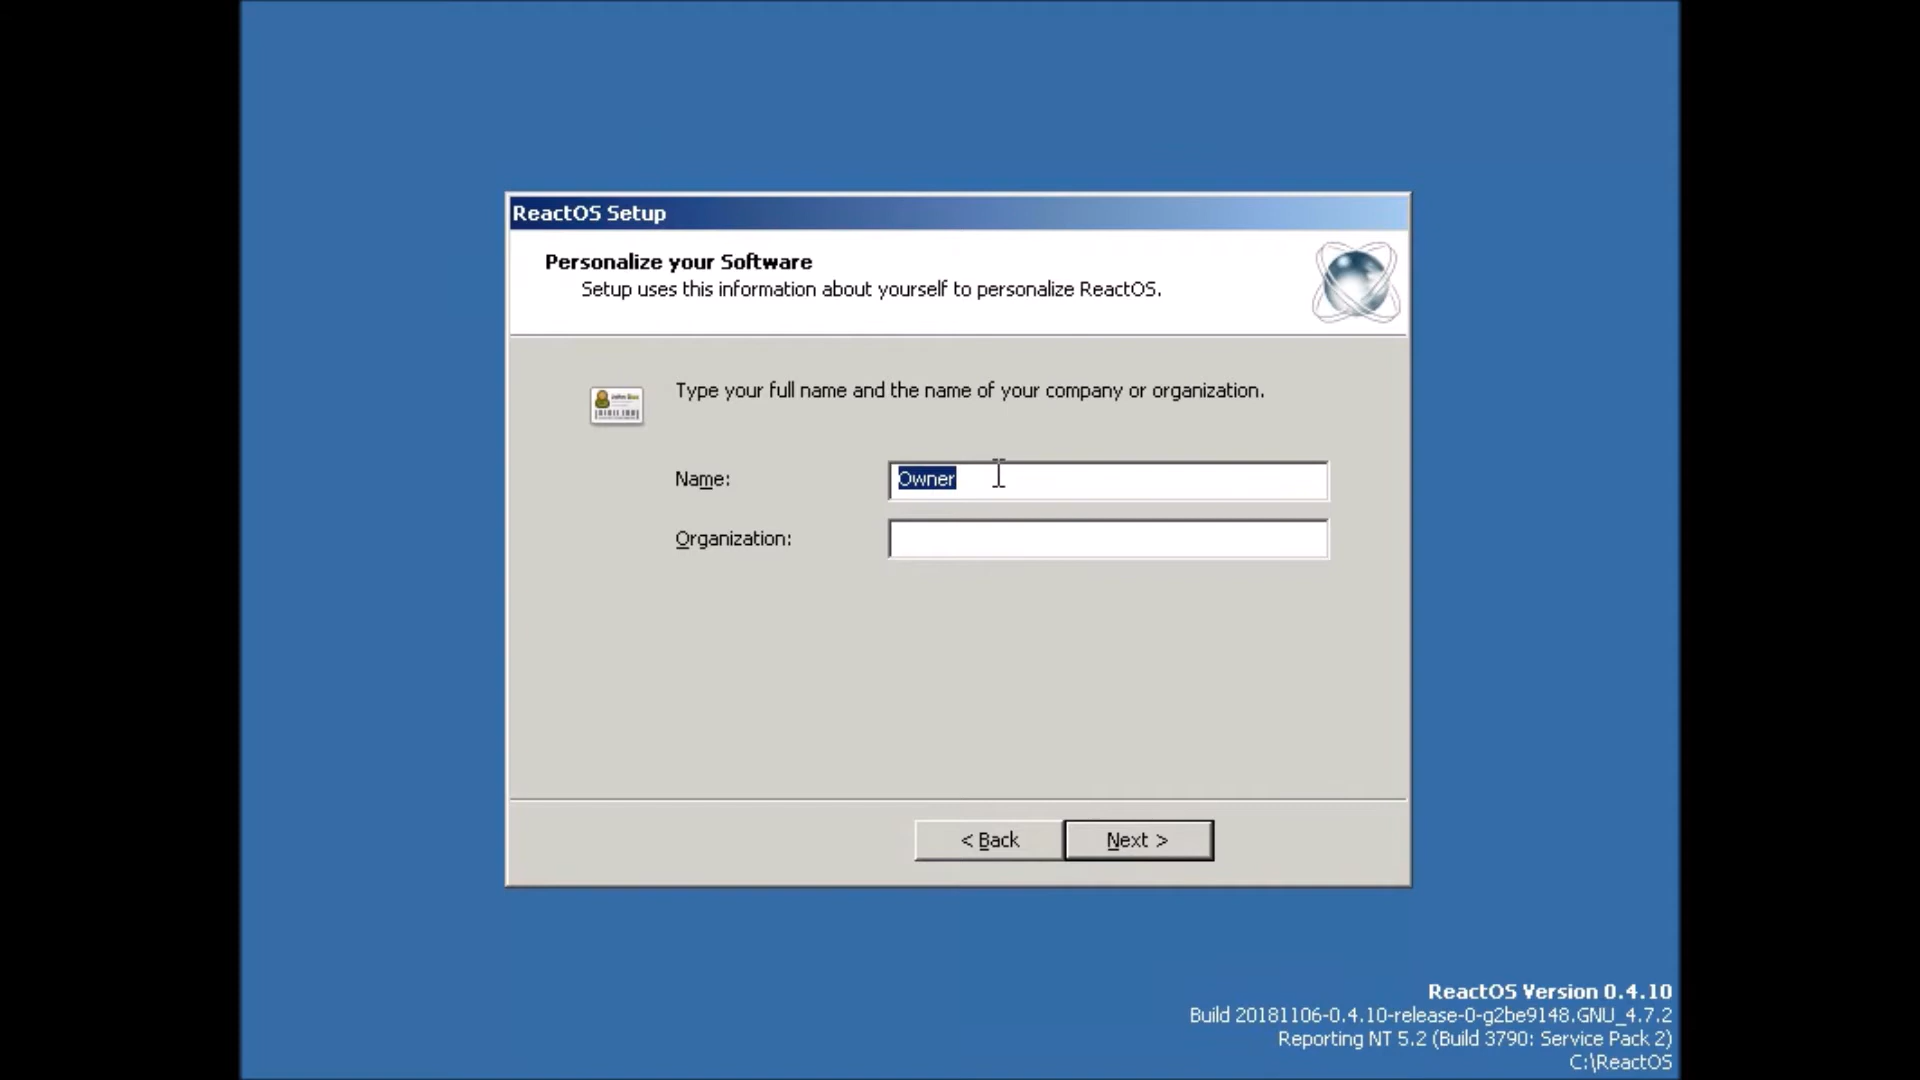 ReactOS Setup
Personalize your Software
Setup uses this information about yourself to personalize ReactOS.
Type your full name and the name of your company or organization.
Name: Owner
Organization:
< Back Next >
ReactOS Version 0.4.10
Build 20181106-0.4.10-release-0-g2be9148.GNU_4.7.2
Reporting NT 5.2 (Build 3790: Service Pack 2)
C:\ReactOS